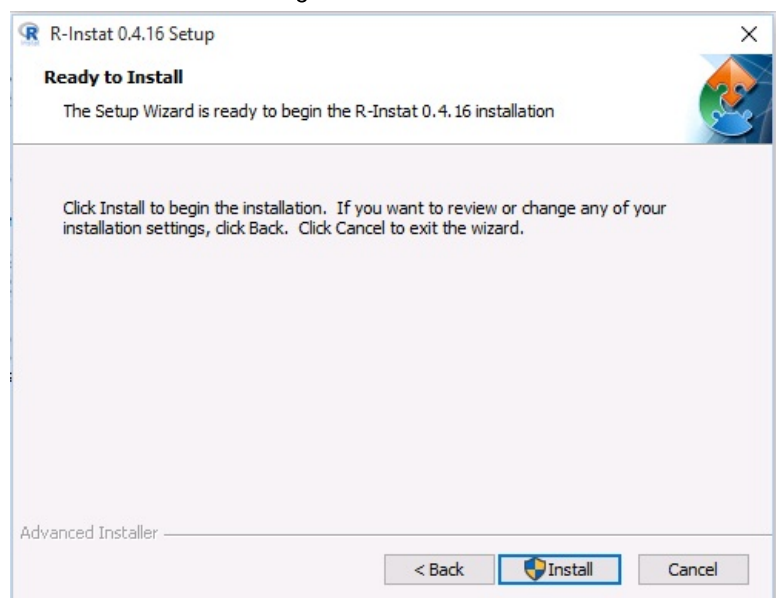 R-Instat 0.4.16 Setup
Ready to Install
The Setup Wizard is ready to begin the R-Instat 0.4.16 installation
Click Install to begin the installation.  If you want to review or change any of your
installation settings, click Back.  Click Cancel to exit the wizard.
Advanced Installer
< Back
Install
Cancel